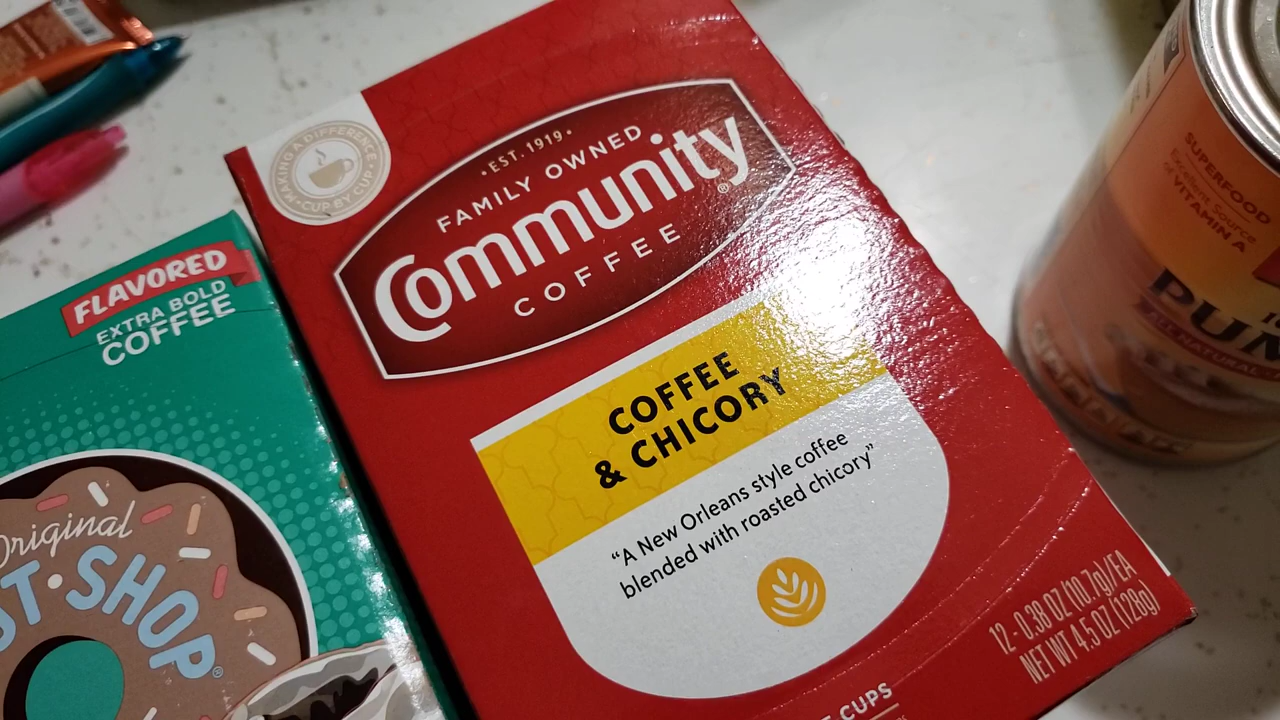 MAKING A DIFFERENCE
CUP BY CUP
• EST. 1919 •
FAMILY OWNED
Community®
COFFEE
COFFEE
& CHICORY
“A New Orleans style coffee
blended with roasted chicory”
12 - 0.38 OZ (10.7g)/EA
NET WT 4.5 OZ (128g)
CUPS
FLAVORED
EXTRA BOLD
COFFEE
Original
SHOP®
SUPERFOOD
Excellent Source
of VITAMIN A